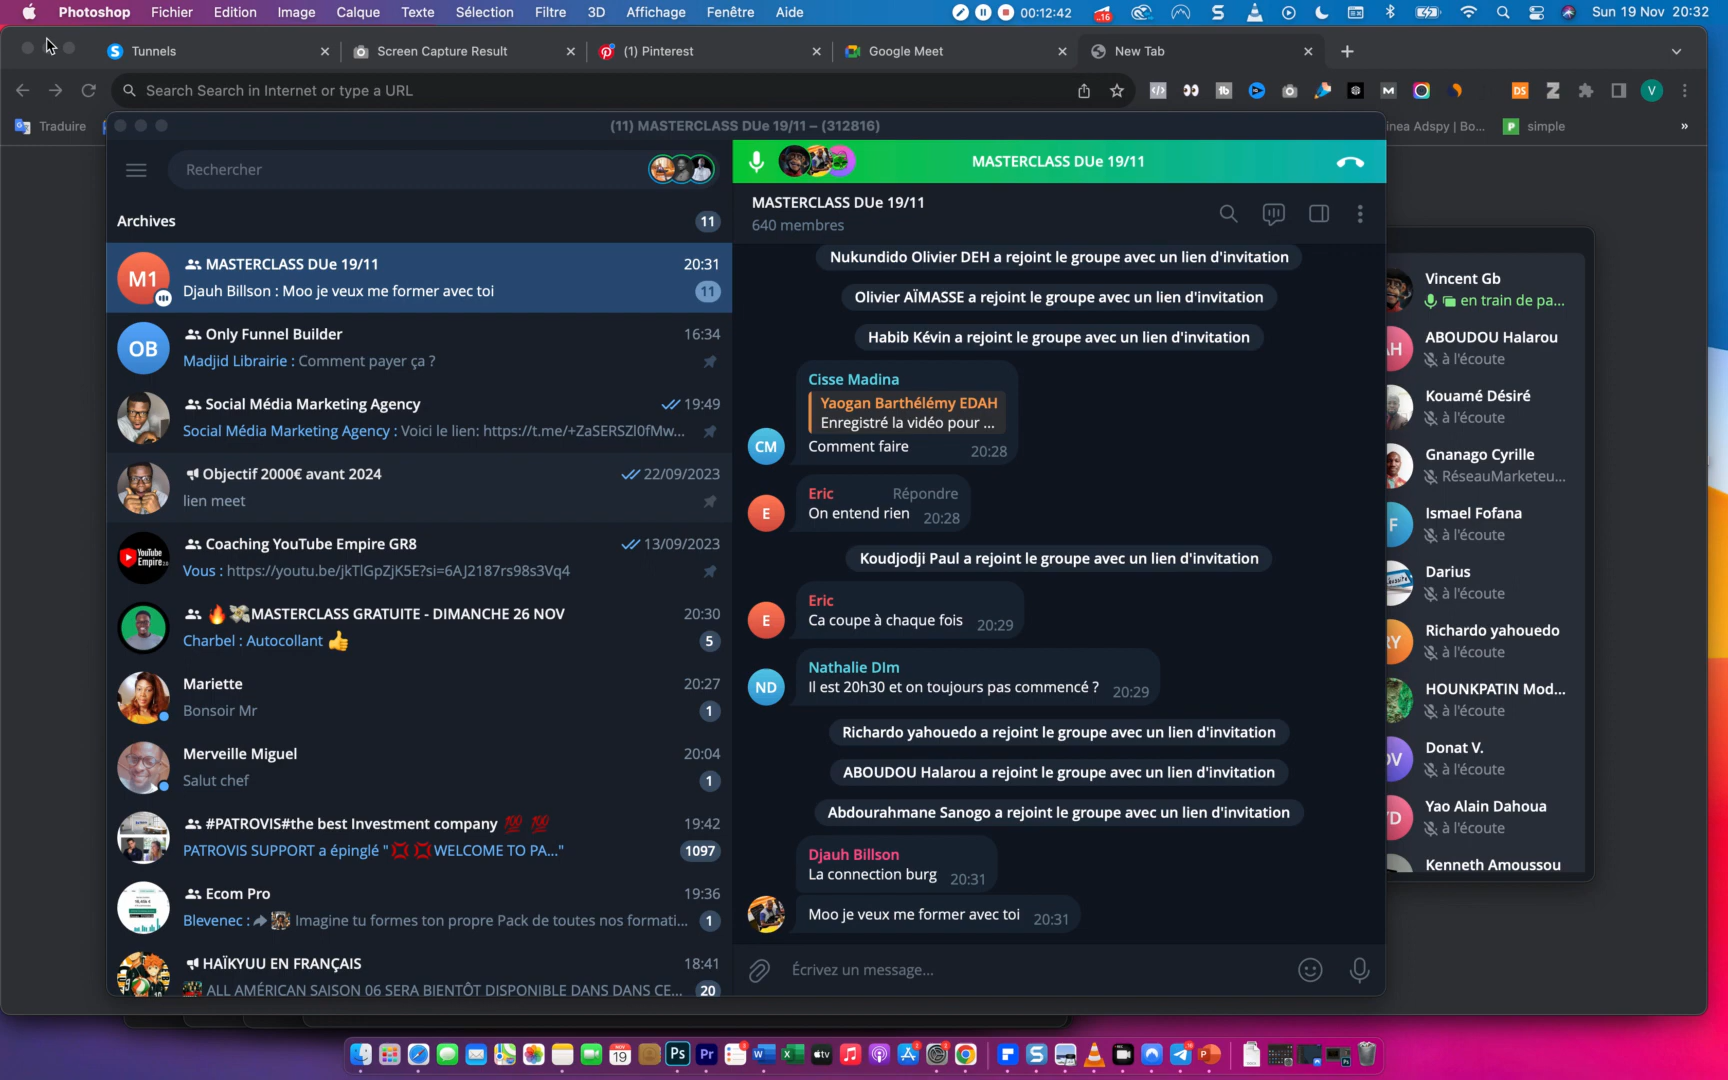 Photoshop Fichier Edition Image Calque Texte Sélection Filtre 3D Affichage Fenêtre Aide 00:12:42 Sun 19 Nov 20:32
Tunnels Screen Capture Result (1) Pinterest Google Meet New Tab
Search Search in Internet or type a URL
Traduire inea Adspy | Bo... simple »
(11) MASTERCLASS DUe 19/11 – (312816)
Rechercher
Archives 11
M1 MASTERCLASS DUe 19/11 20:31
Djauh Billson : Moo je veux me former avec toi 11
OB Only Funnel Builder 16:34
Madjid Librairie : Comment payer ça ?
Social Média Marketing Agency 19:49
Social Média Marketing Agency : Voici le lien: https://t.me/+ZaSERSZl0fMw...
Objectif 2000€ avant 2024 22/09/2023
lien meet
Coaching YouTube Empire GR8 13/09/2023
Vous : https://youtu.be/jkTlGpZjK5E?si=6AJ2187rs98s3Vq4
🔥💸MASTERCLASS GRATUITE - DIMANCHE 26 NOV 20:30
Charbel : Autocollant 👍 5
Mariette 20:27
Bonsoir Mr 1
Merveille Miguel 20:04
Salut chef 1
#PATROVIS#the best Investment company 💯 💯 19:42
PATROVIS SUPPORT a épinglé "💢 💢WELCOME TO PA..." 1097
Ecom Pro 19:36
Blevenec : Imagine tu formes ton propre Pack de toutes nos formati... 1
HAÏKYUU EN FRANÇAIS 18:41
ALL AMÉRICAN SAISON 06 SERA BIENTÔT DISPONIBLE DANS DANS CE... 20
MASTERCLASS DUe 19/11
MASTERCLASS DUe 19/11
640 membres
Nukundido Olivier DEH a rejoint le groupe avec un lien d'invitation
Olivier AÏMASSE a rejoint le groupe avec un lien d'invitation
Habib Kévin a rejoint le groupe avec un lien d'invitation
Cisse Madina
Yaogan Barthélémy EDAH
Enregistré la vidéo pour ...
CM Comment faire 20:28
Eric Répondre
E On entend rien 20:28
Koudjodji Paul a rejoint le groupe avec un lien d'invitation
Eric
E Ca coupe à chaque fois 20:29
Nathalie DIm
ND Il est 20h30 et on toujours pas commencé ? 20:29
Richardo yahouedo a rejoint le groupe avec un lien d'invitation
ABOUDOU Halarou a rejoint le groupe avec un lien d'invitation
Abdourahmane Sanogo a rejoint le groupe avec un lien d'invitation
Djauh Billson
La connection burg 20:31
Moo je veux me former avec toi 20:31
Écrivez un message...
Vincent Gb
en train de pa...
ABOUDOU Halarou
à l'écoute
Kouamé Désiré
à l'écoute
Gnanago Cyrille
RéseauMarketeu...
Ismael Fofana
à l'écoute
Darius
à l'écoute
Richardo yahouedo
à l'écoute
HOUNKPATIN Mod...
à l'écoute
Donat V.
à l'écoute
Yao Alain Dahoua
à l'écoute
Kenneth Amoussou